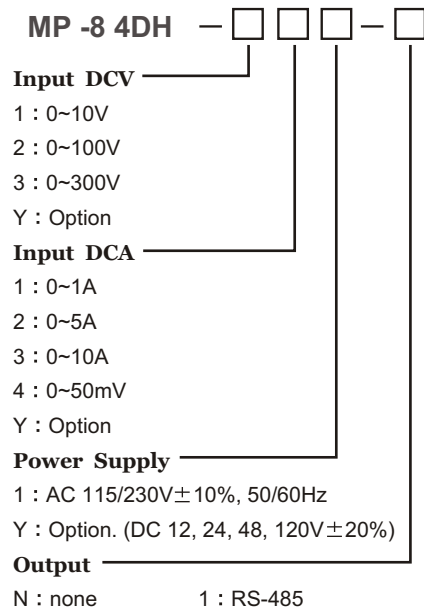 MP -8 4DH － □ □ □ － □
Input DCV
1：0~10V
2：0~100V
3：0~300V
Y：Option
Input DCA
1：0~1A
2：0~5A
3：0~10A
4：0~50mV
Y：Option
Power Supply
1：AC 115/230V±10%, 50/60Hz
Y：Option. (DC 12, 24, 48, 120V±20%)
Output
N：none 1：RS-485